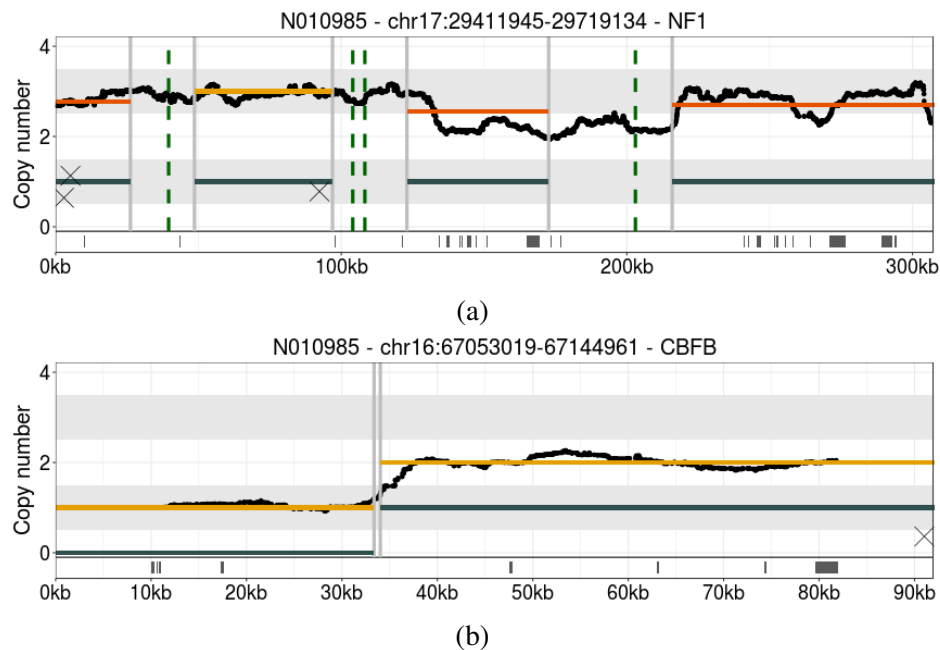 N010985 - chr17:29411945-29719134 - NF1
Copy number
4
2
0
0kb 100kb 200kb 300kb
(a)
N010985 - chr16:67053019-67144961 - CBFB
Copy number
4
2
0
0kb 10kb 20kb 30kb 40kb 50kb 60kb 70kb 80kb 90kb
(b)